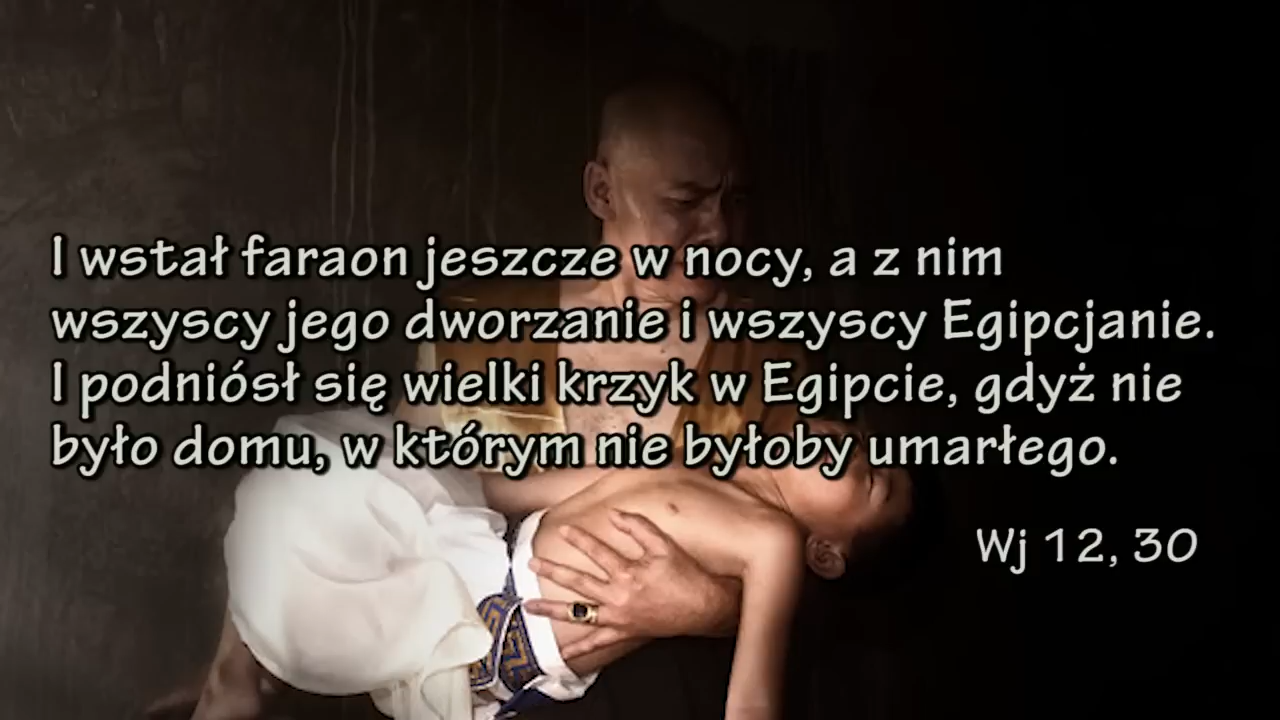 I wstał faraon jeszcze w nocy, a z nim
wszyscy jego dworzanie i wszyscy Egipcjanie.
I podniósł się wielki krzyk w Egipcie, gdyż nie
było domu, w którym nie byłoby umarłego.
Wj 12, 30